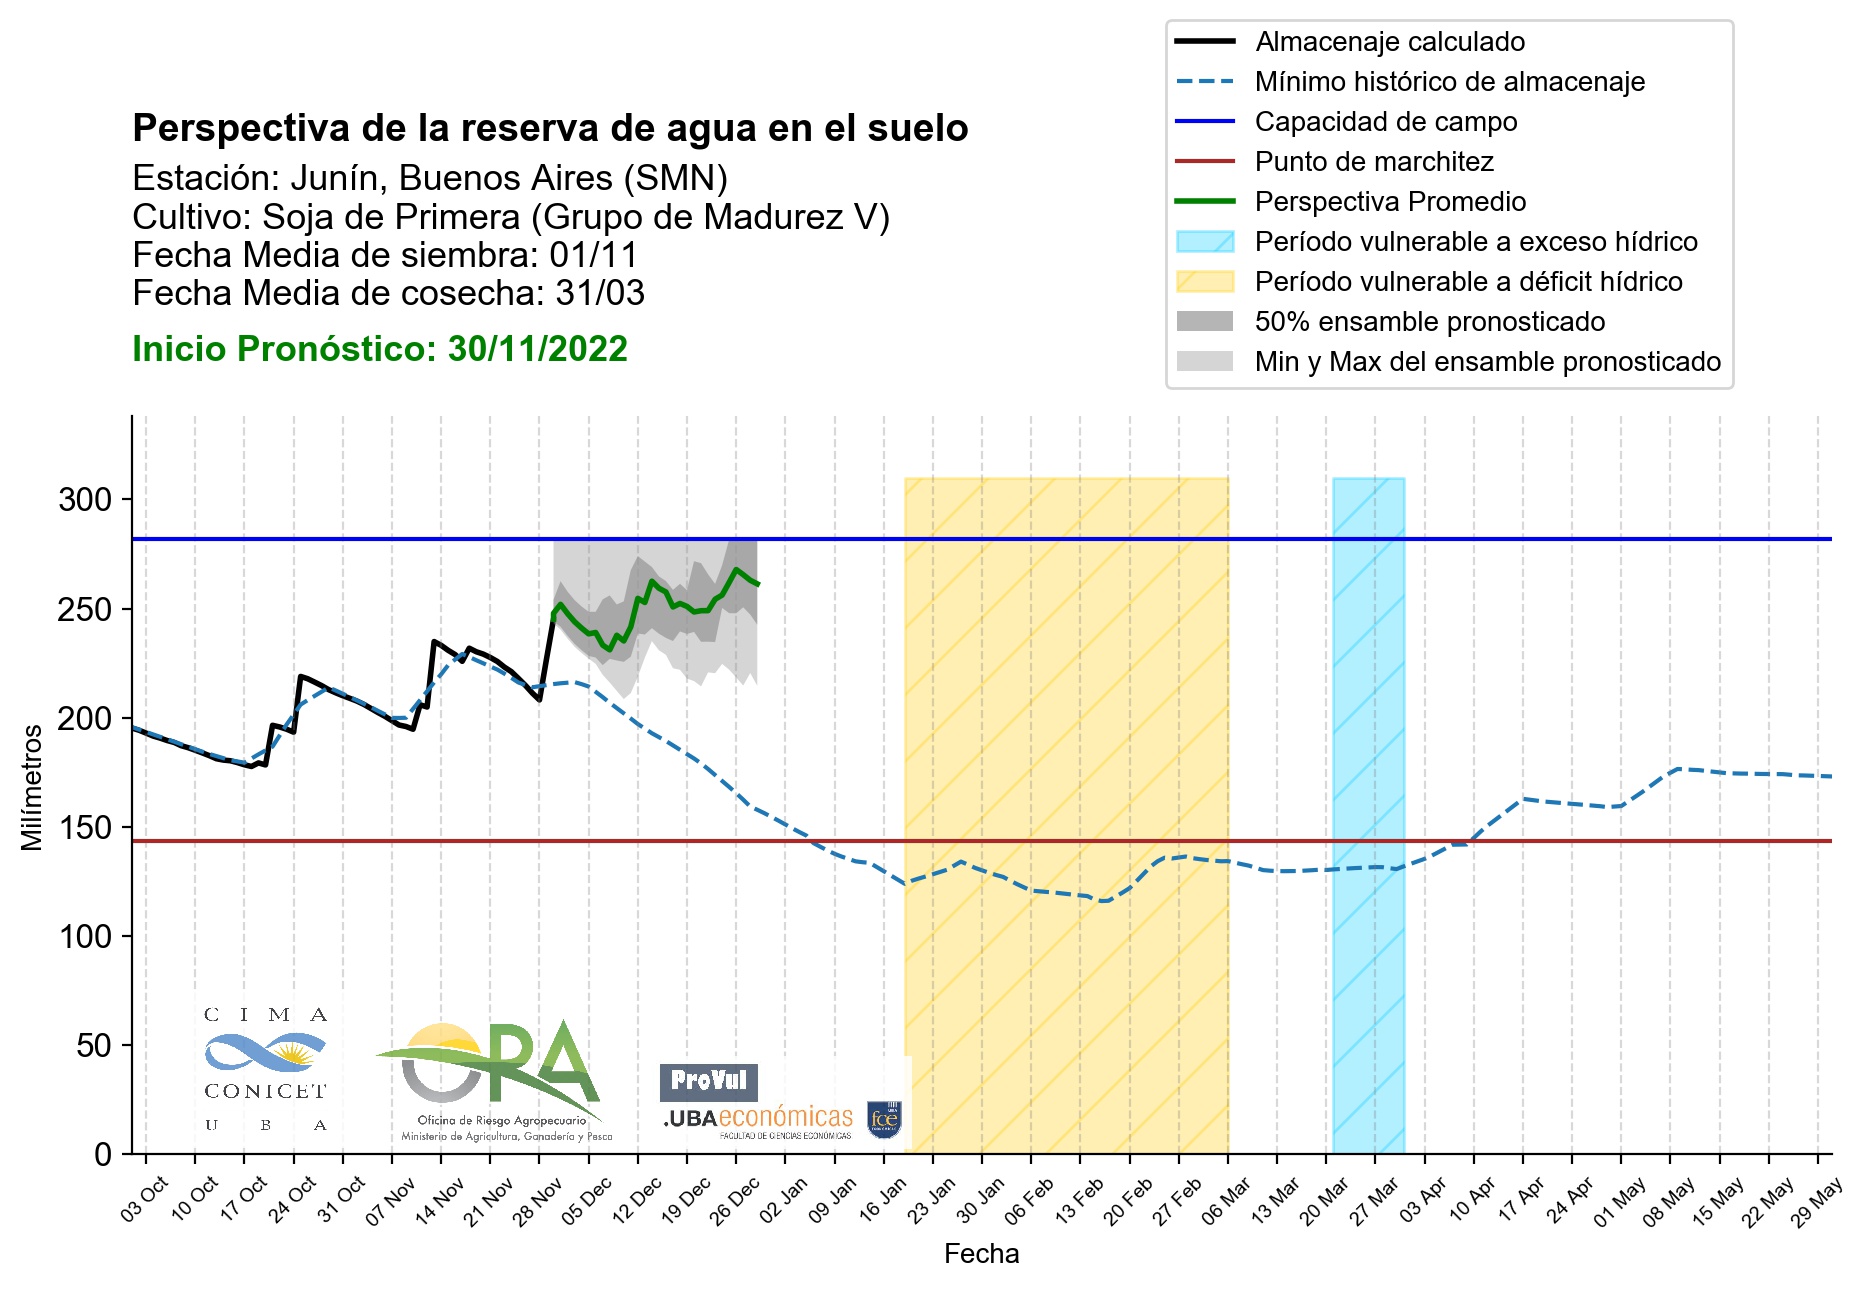 Almacenaje calculado
Mínimo histórico de almacenaje
Capacidad de campo
Punto de marchitez
Perspectiva Promedio
Período vulnerable a exceso hídrico
Período vulnerable a déficit hídrico
50% ensamble pronosticado
Min y Max del ensamble pronosticado
Perspectiva de la reserva de agua en el suelo
Estación: Junín, Buenos Aires (SMN)
Cultivo: Soja de Primera (Grupo de Madurez V)
Fecha Media de siembra: 01/11
Fecha Media de cosecha: 31/03
Inicio Pronóstico: 30/11/2022
300
250
200
150
100
50
0
Milímetros
CIMA
CONICET
UBA
ORA
Oficina de Riesgo Agropecuario
Ministerio de Agricultura, Ganadería y Pesca
ProVul
.UBAeconómicas
FACULTAD DE CIENCIAS ECONÓMICAS
UBA
fce
ECONÓMICAS
03 Oct
10 Oct
17 Oct
24 Oct
31 Oct
07 Nov
14 Nov
21 Nov
28 Nov
05 Dec
12 Dec
19 Dec
26 Dec
02 Jan
09 Jan
16 Jan
23 Jan
30 Jan
06 Feb
13 Feb
20 Feb
27 Feb
06 Mar
13 Mar
20 Mar
27 Mar
03 Apr
10 Apr
17 Apr
24 Apr
01 May
08 May
15 May
22 May
29 May
Fecha